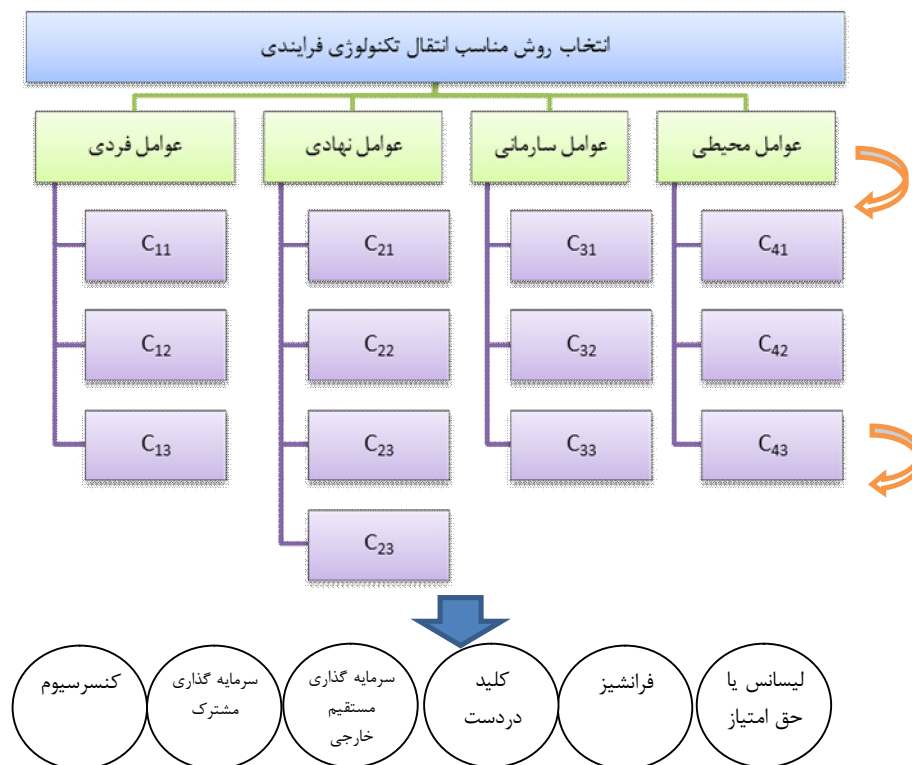 انتخاب روش مناسب انتقال تکنولوژی فرایندی
عوامل محیطی
عوامل سارمانی
عوامل نهادی
عوامل فردی
C41
C31
C21
C11
C42
C32
C22
C12
C43
C33
C23
C13
C23
لیسانس یا
حق امتیاز
فرانشیز
کلید
دردست
سرمایه گذاری
مستقیم
خارجی
سرمایه گذاری
مشترک
کنسرسیوم